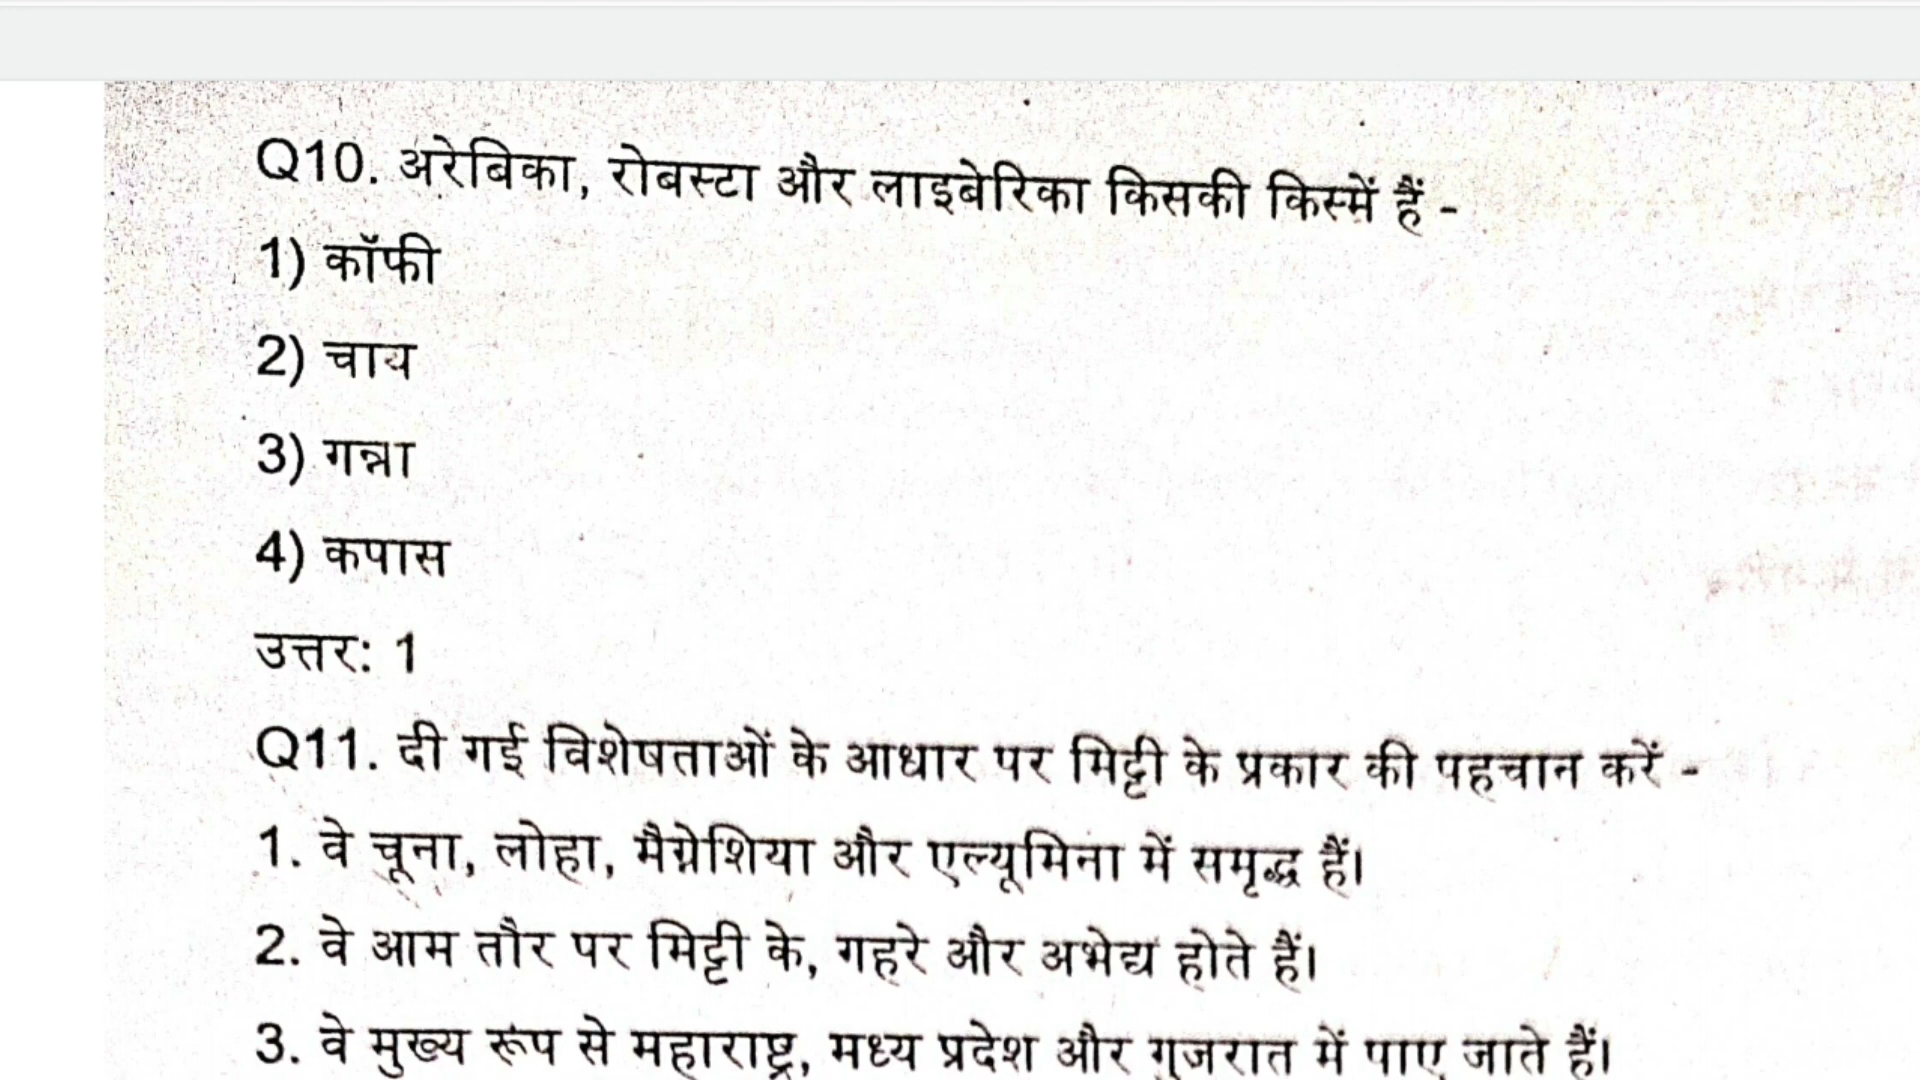 Q10. अरेबिका, रोबस्टा और लाइबेरिका किसकी किस्में हैं -
1) कॉफी
2) चाय
3) गन्ना
4) कपास
उत्तर: 1
Q11. दी गई विशेषताओं के आधार पर मिट्टी के प्रकार की पहचान करें -
1. वे चूना, लोहा, मैग्नेशिया और एल्यूमिना में समृद्ध हैं।
2. वे आम तौर पर मिट्टी के, गहरे और अभेद्य होते हैं।
3. वे मुख्य रूप से महाराष्ट्र, मध्य प्रदेश और गुजरात में पाए जाते हैं।